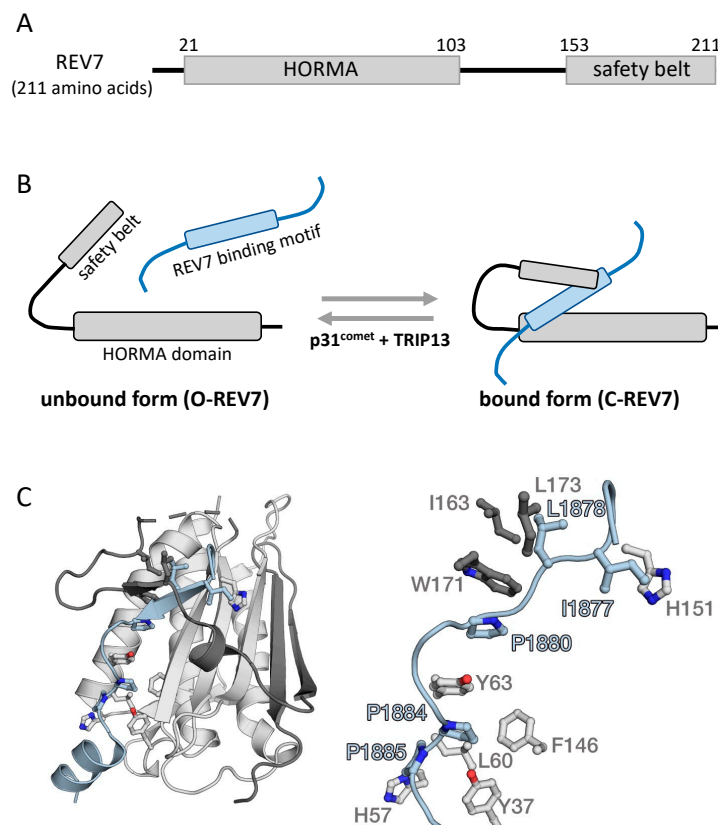 A
21 103 153 211
REV7
(211 amino acids)
HORMA
safety belt
B
safety belt
REV7 binding motif
HORMA domain
p31comet + TRIP13
unbound form (O-REV7)
bound form (C-REV7)
C
L173
I163
L1878
W171
I1877
H151
P1880
Y63
P1884
F146
P1885
L60
H57
Y37